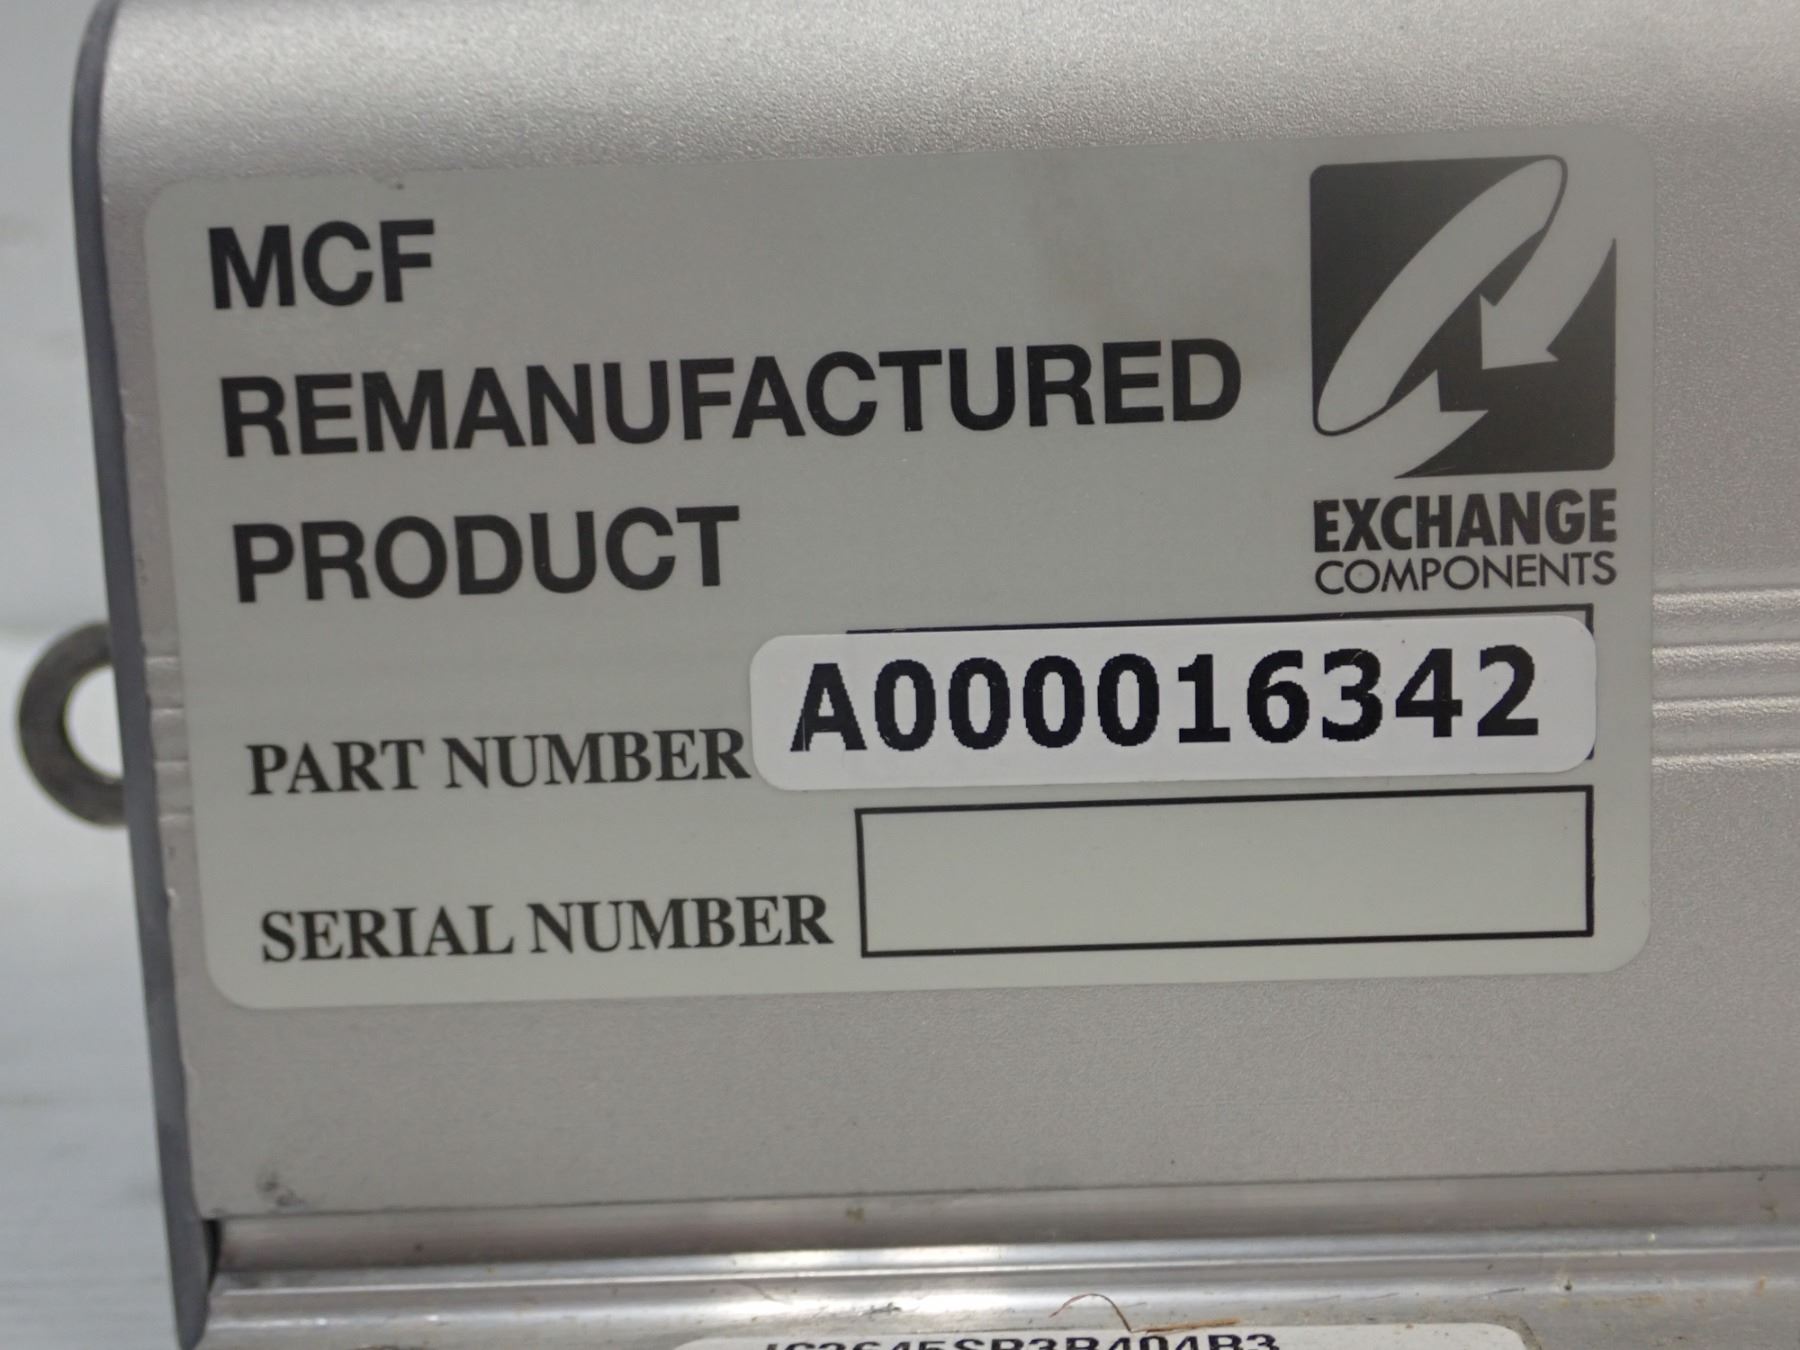 MCF
REMANUFACTURED
PRODUCT
EXCHANGE
COMPONENTS
PART NUMBER A000016342
SERIAL NUMBER